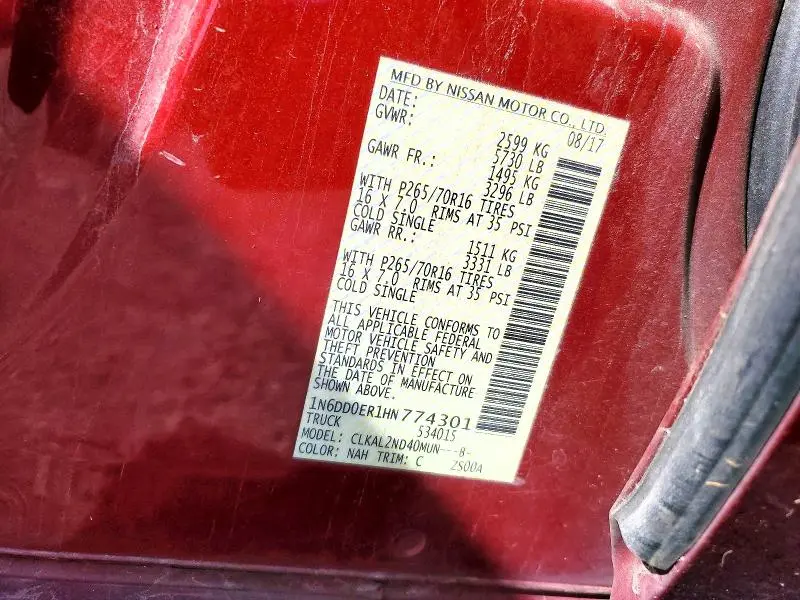 MFD BY NISSAN MOTOR CO., LTD.
DATE: 08/17
GVWR: 2599 KG
5730 LB
GAWR FR.: 1495 KG
3296 LB
WITH P265/70R16 TIRES
16 X 7.0 RIMS AT 35 PSI
COLD SINGLE
GAWR RR.: 1511 KG
3331 LB
WITH P265/70R16 TIRES
16 X 7.0 RIMS AT 35 PSI
COLD SINGLE
THIS VEHICLE CONFORMS TO
ALL APPLICABLE FEDERAL
MOTOR VEHICLE SAFETY AND
THEFT PREVENTION
STANDARDS IN EFFECT ON
THE DATE OF MANUFACTURE
SHOWN ABOVE.
1N6DD0ER1HN774301
TRUCK 534015
MODEL: CLKAL2ND40MUN---B-
COLOR: NAH TRIM: C 2S00A